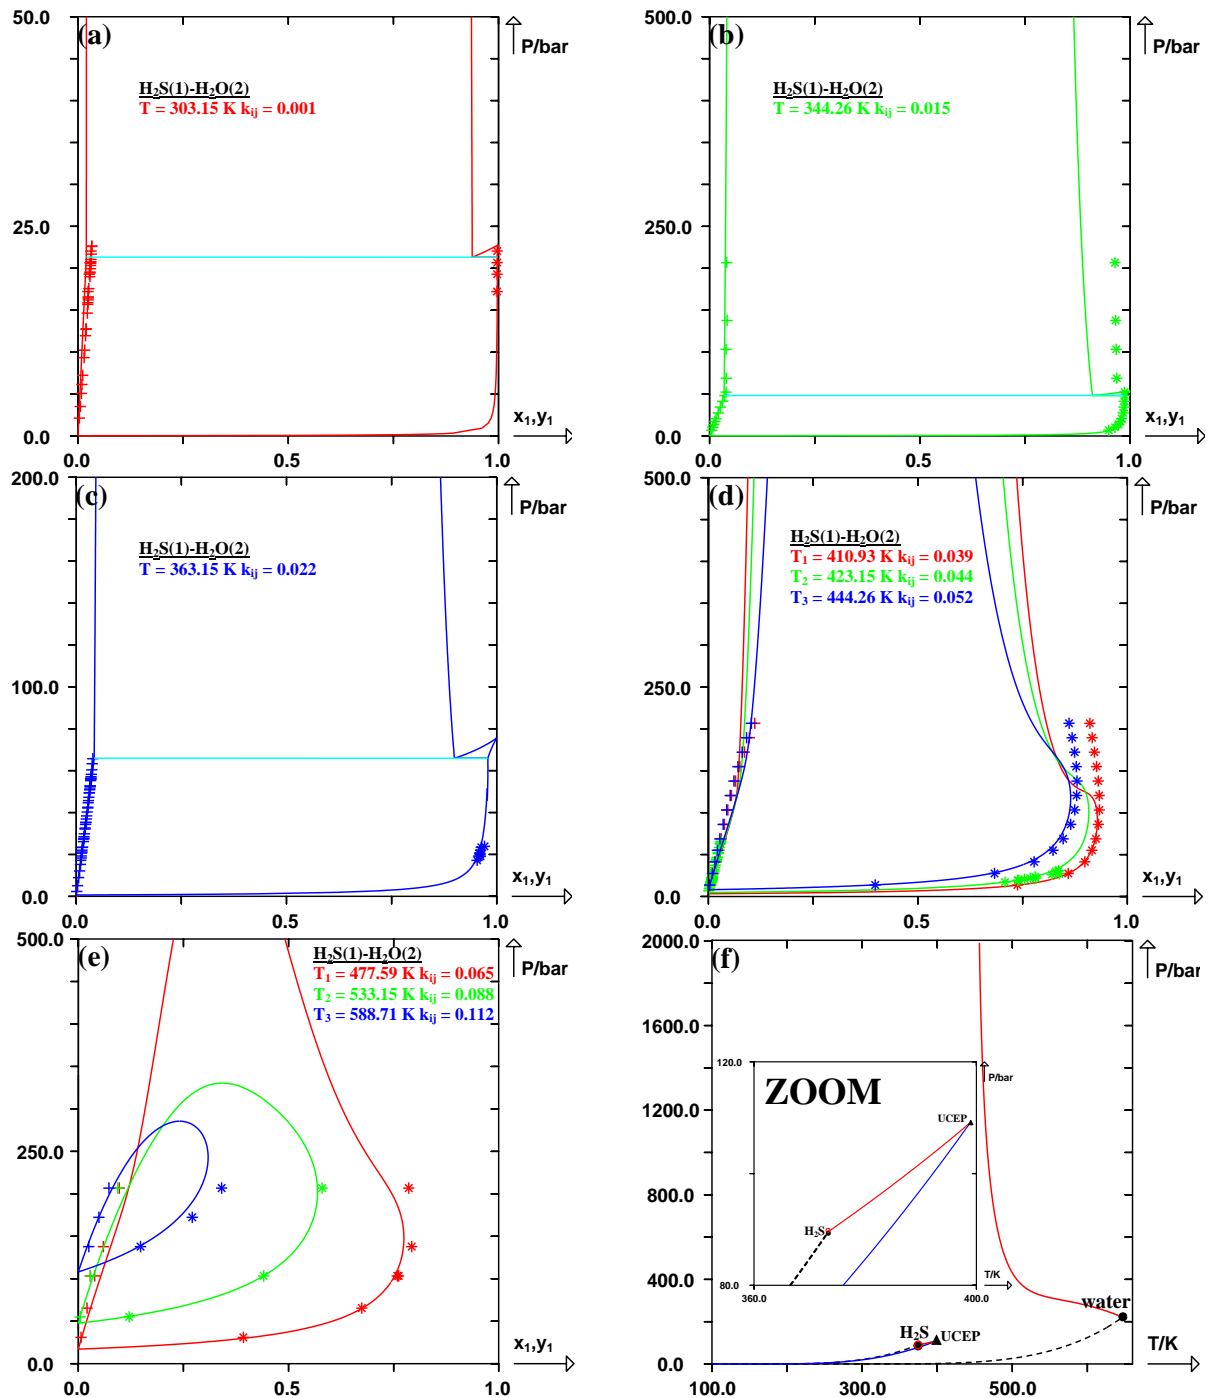 (a)
50.0
P/bar
H2S(1)-H2O(2)
T = 303.15 K kij = 0.001
25.0
0.0
x1,y1
0.0
0.5
1.0
(b)
500.0
P/bar
H2S(1)-H2O(2)
T = 344.26 K kij = 0.015
250.0
0.0
x1,y1
0.0
0.5
1.0
(c)
200.0
P/bar
H2S(1)-H2O(2)
T = 363.15 K kij = 0.022
100.0
0.0
x1,y1
0.0
0.5
1.0
(d)
500.0
P/bar
H2S(1)-H2O(2)
T1 = 410.93 K kij = 0.039
T2 = 423.15 K kij = 0.044
T3 = 444.26 K kij = 0.052
250.0
0.0
x1,y1
0.0
0.5
1.0
(e)
500.0
P/bar
H2S(1)-H2O(2)
T1 = 477.59 K kij = 0.065
T2 = 533.15 K kij = 0.088
T3 = 588.71 K kij = 0.112
250.0
0.0
x1,y1
0.0
0.5
1.0
(f)
2000.0
P/bar
1600.0
1200.0
800.0
400.0
0.0
120.0
P/bar
ZOOM
UCEP
H2S
80.0
T/K
360.0
400.0
water
H2S
UCEP
T/K
100.0
300.0
500.0